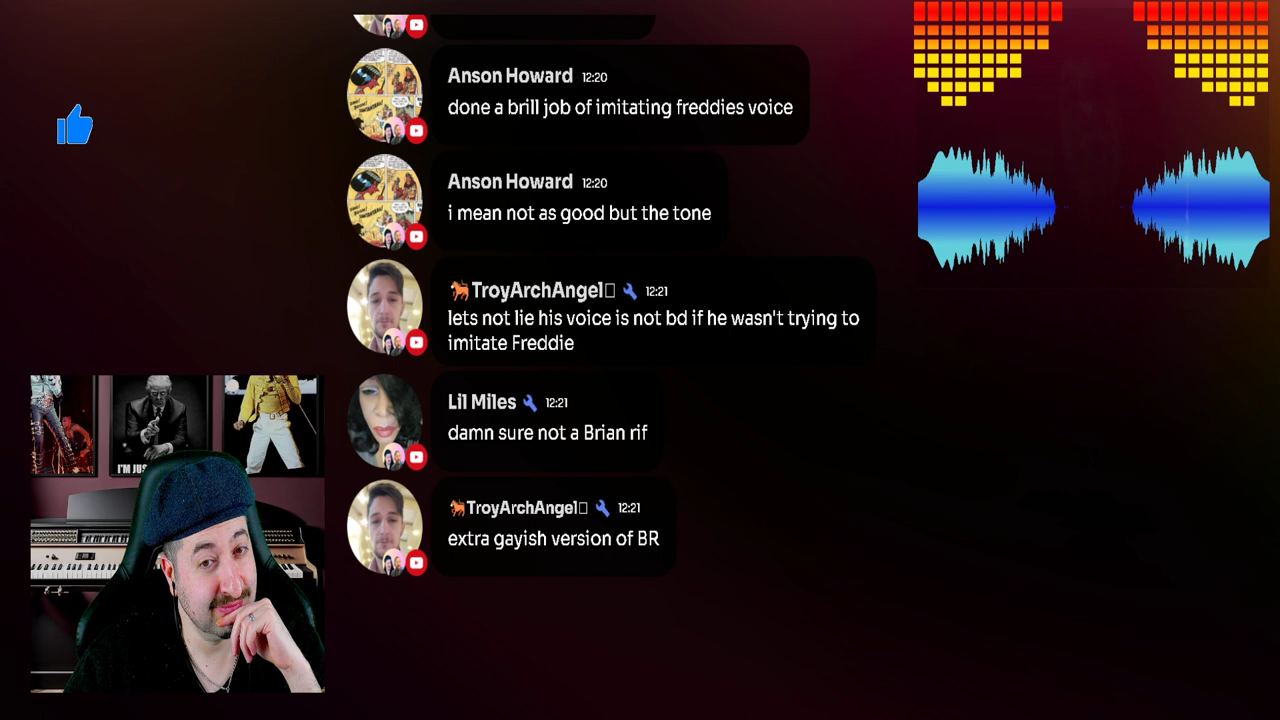 Anson Howard 12:20
done a brill job of imitating freddies voice
Anson Howard 12:20
i mean not as good but the tone
🐂TroyArchAngel▯ 🔧 12:21
lets not lie his voice is not bd if he wasn't trying to
imitate Freddie
Lil Miles 🔧 12:21
damn sure not a Brian rif
🐂TroyArchAngel▯ 🔧 12:21
extra gayish version of BR
I'M JUS